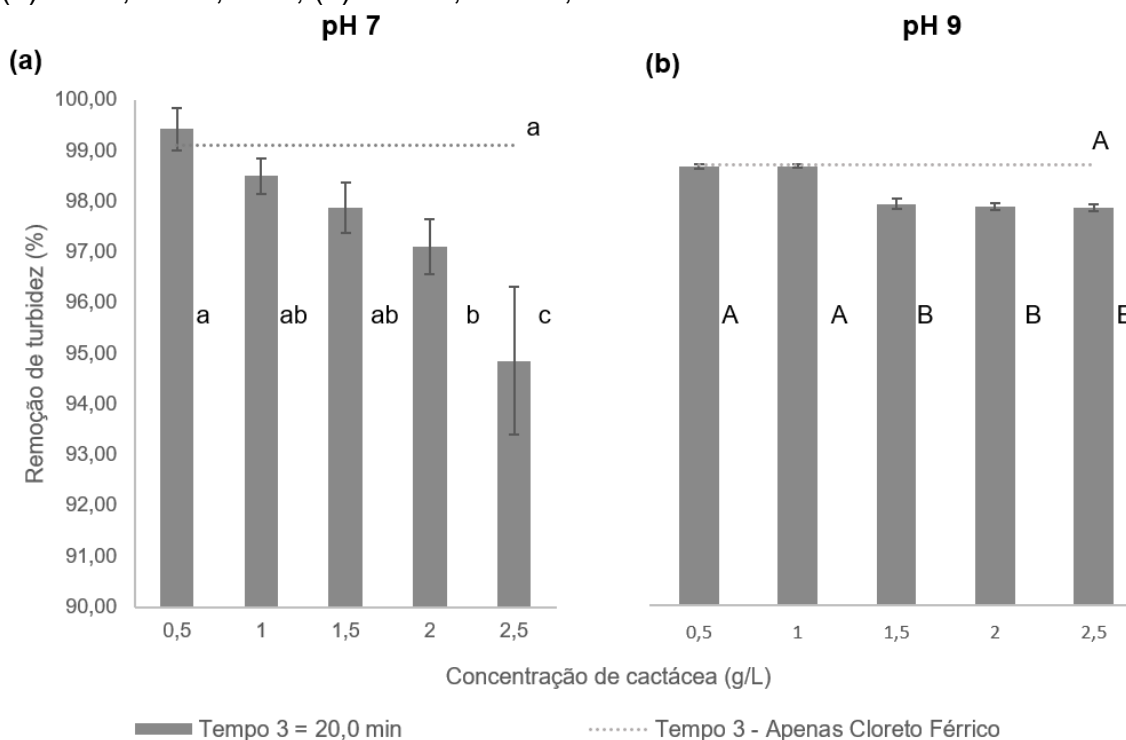 pH 7 pH 9
(a) (b)
100,00
99,00
98,00
97,00
96,00
95,00
94,00
93,00
92,00
91,00
90,00
Remoção de turbidez (%)
a
a ab ab b c
0,5 1 1,5 2 2,5
A
A A B B B
0,5 1 1,5 2 2,5
Concentração de cactácea (g/L)
Tempo 3 = 20,0 min Tempo 3 - Apenas Cloreto Férrico